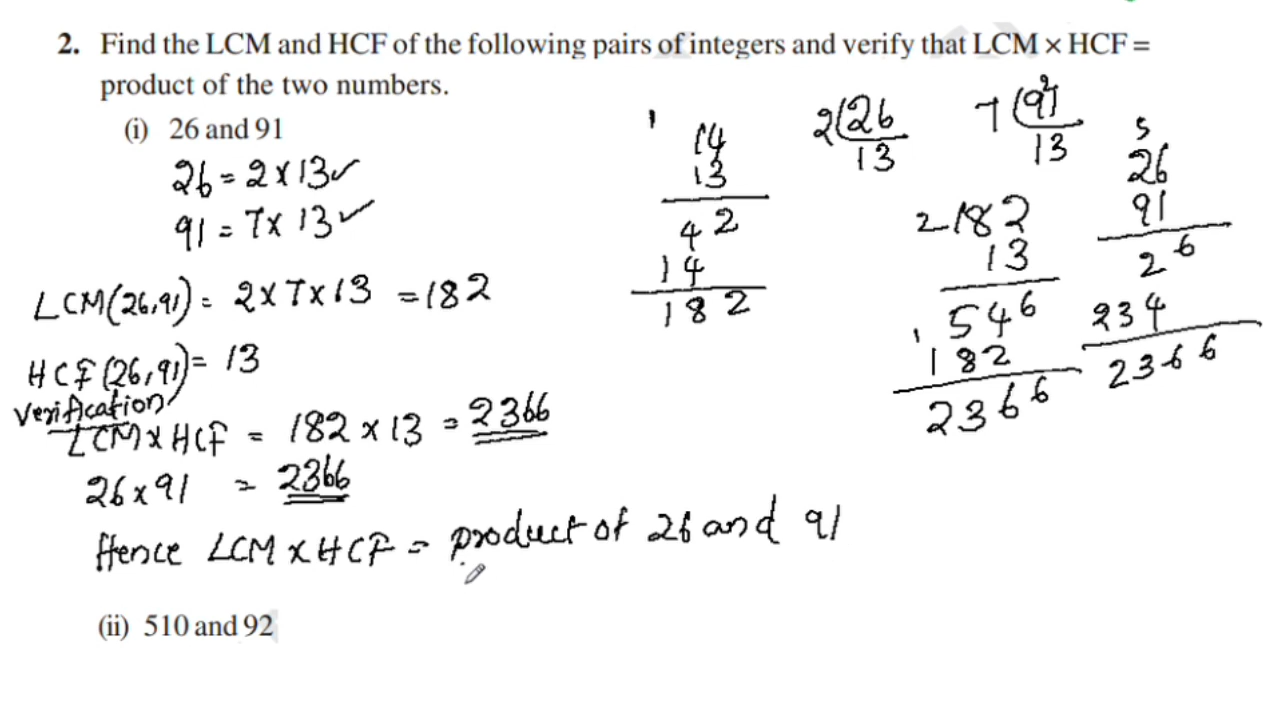 2. Find the LCM and HCF of the following pairs of integers and verify that LCM × HCF =
product of the two numbers.
(i) 26 and 91
26 = 2 x 13 ✓
91 = 7 x 13 ✓
LCM(26,91) = 2 x 7 x 13 = 182
HCF(26,91) = 13
Verification
LCM x HCF = 182 x 13 = 2366
26 x 91 = 2366
Hence LCM x HCF = product of 26 and 91
(ii) 510 and 92
1
14
13
42
14
182
2(26
13
7(91
13
2
182
13
546
1
182
2366
5
26
91
26
234
2366